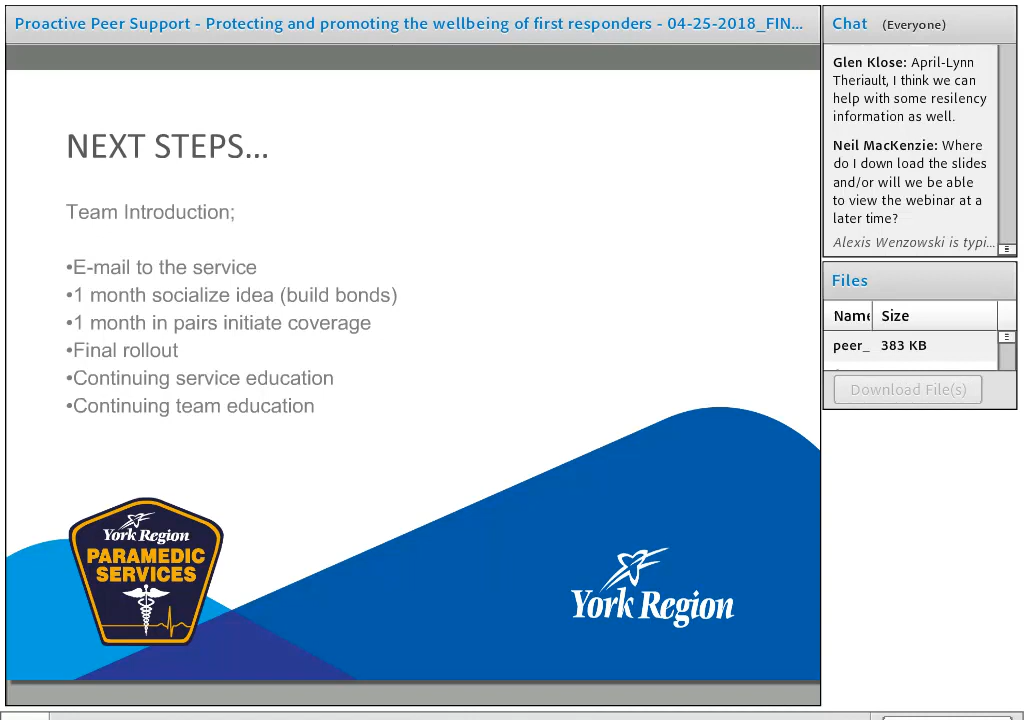 Proactive Peer Support - Protecting and promoting the wellbeing of first responders - 04-25-2018_FIN...
NEXT STEPS...
Team Introduction;
•E-mail to the service
•1 month socialize idea (build bonds)
•1 month in pairs initiate coverage
•Final rollout
•Continuing service education
•Continuing team education
York Region
PARAMEDIC
SERVICES
York Region
Chat (Everyone)
Glen Klose: April-Lynn
Theriault, I think we can
help with some resilency
information as well.
Neil MacKenzie: Where
do I down load the slides
and/or will we be able
to view the webinar at a
later time?
Alexis Wenzowski is typi...
Files
Name Size
peer_ 383 KB
Download File(s)